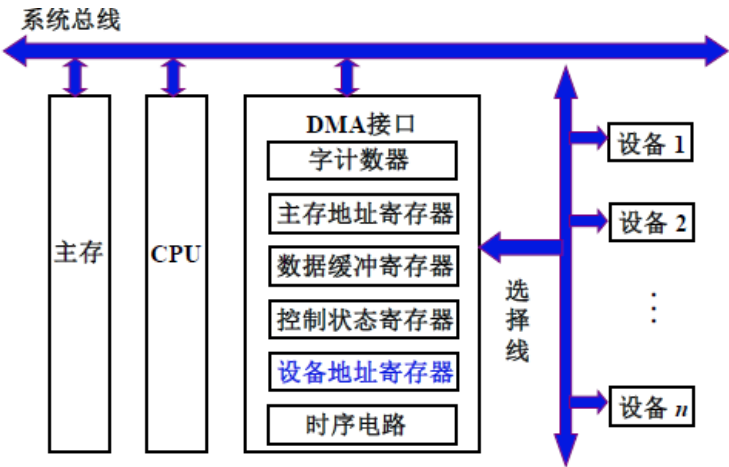 系统总线
主存
CPU
DMA接口
字计数器
主存地址寄存器
数据缓冲寄存器
控制状态寄存器
设备地址寄存器
时序电路
选择线
设备 1
设备 2
⋮
设备 n